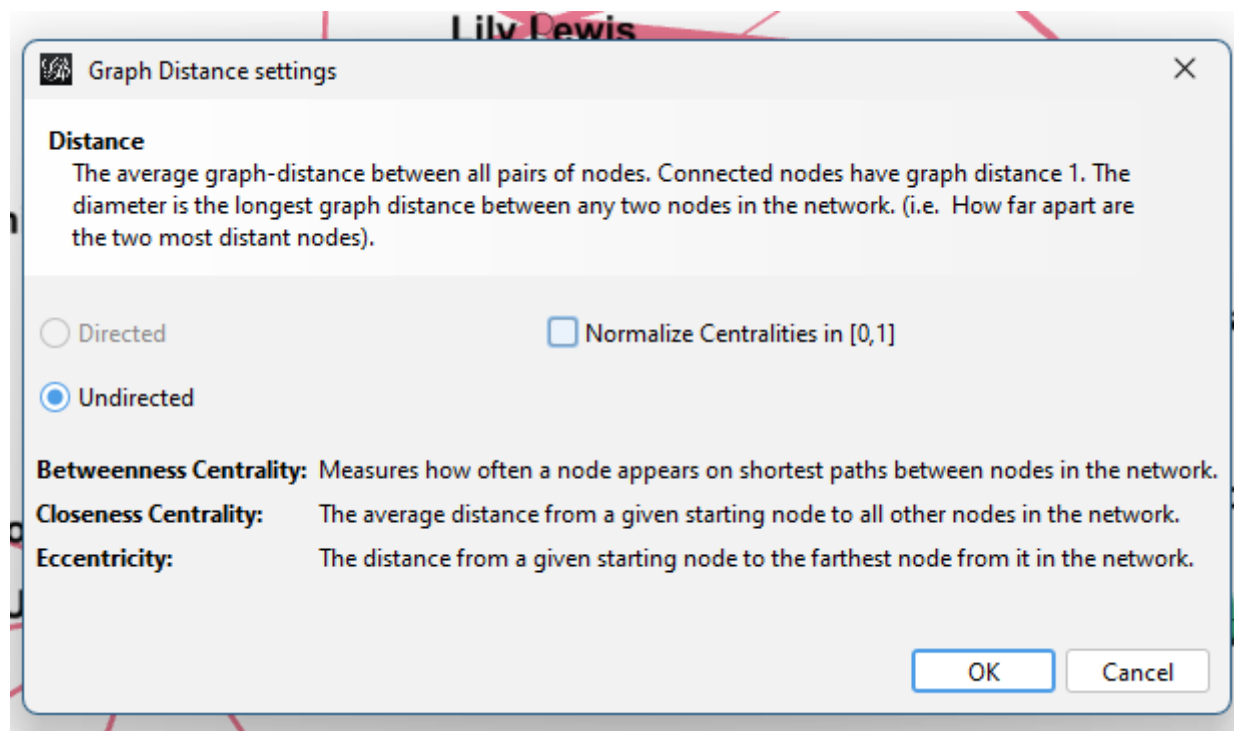 Lily Lewis
Graph Distance settings
Distance
The average graph-distance between all pairs of nodes. Connected nodes have graph distance 1. The
diameter is the longest graph distance between any two nodes in the network. (i.e. How far apart are
the two most distant nodes).
Directed
Normalize Centralities in [0,1]
Undirected
Betweenness Centrality: Measures how often a node appears on shortest paths between nodes in the network.
Closeness Centrality: The average distance from a given starting node to all other nodes in the network.
Eccentricity: The distance from a given starting node to the farthest node from it in the network.
OK Cancel